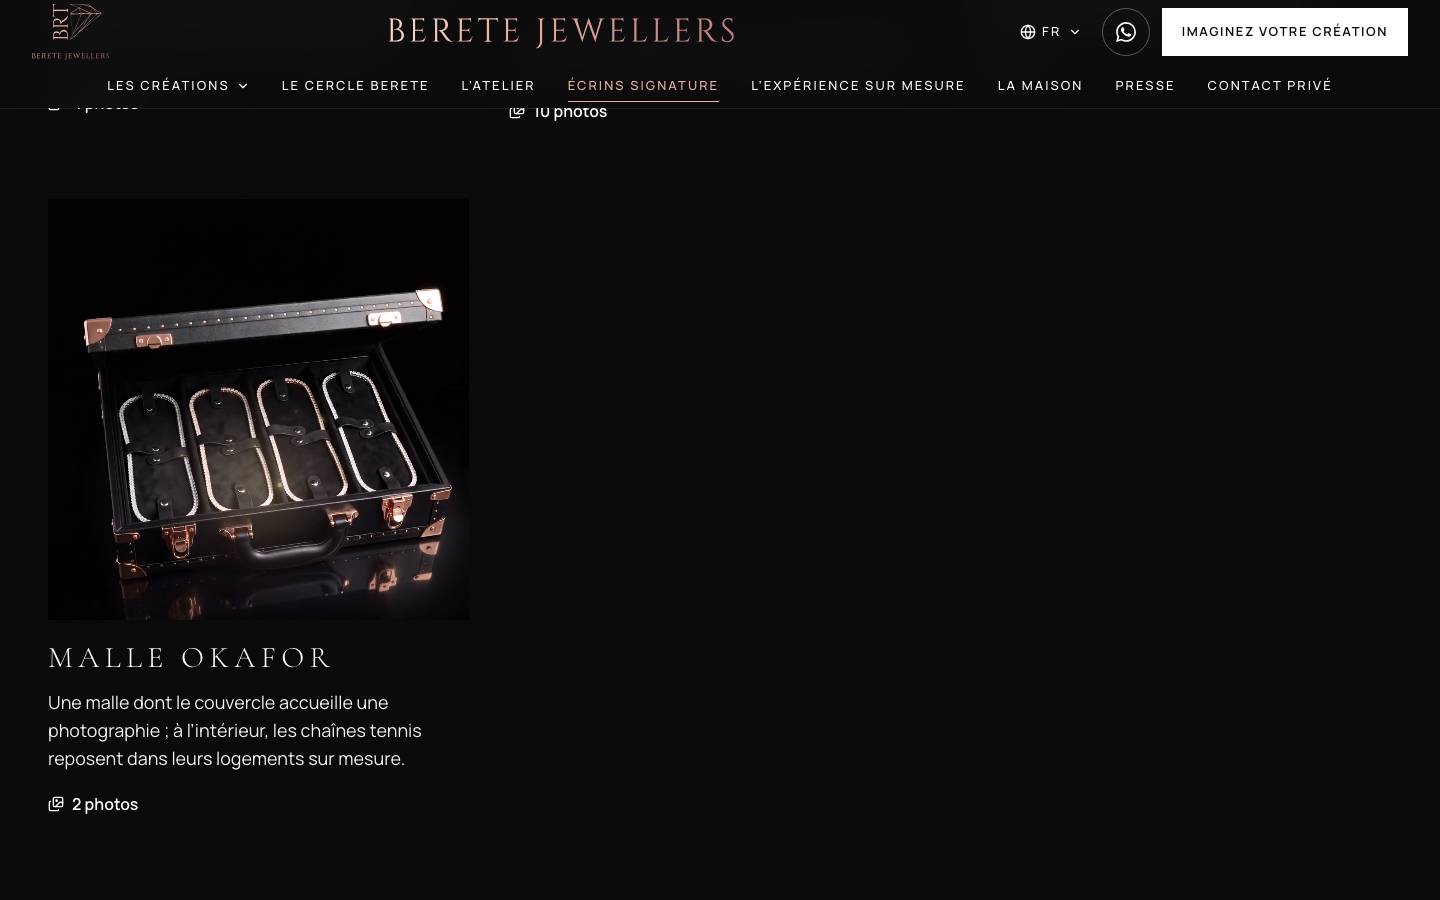 BRT
BERETE JEWELLERS
BERETE JEWELLERS
FR
IMAGINEZ VOTRE CRÉATION
LES CRÉATIONS
LE CERCLE BERETE
L'ATELIER
ÉCRINS SIGNATURE
L'EXPÉRIENCE SUR MESURE
LA MAISON
PRESSE
CONTACT PRIVÉ
10 photos
MALLE OKAFOR
Une malle dont le couvercle accueille une
photographie ; à l'intérieur, les chaînes tennis
reposent dans leurs logements sur mesure.
2 photos